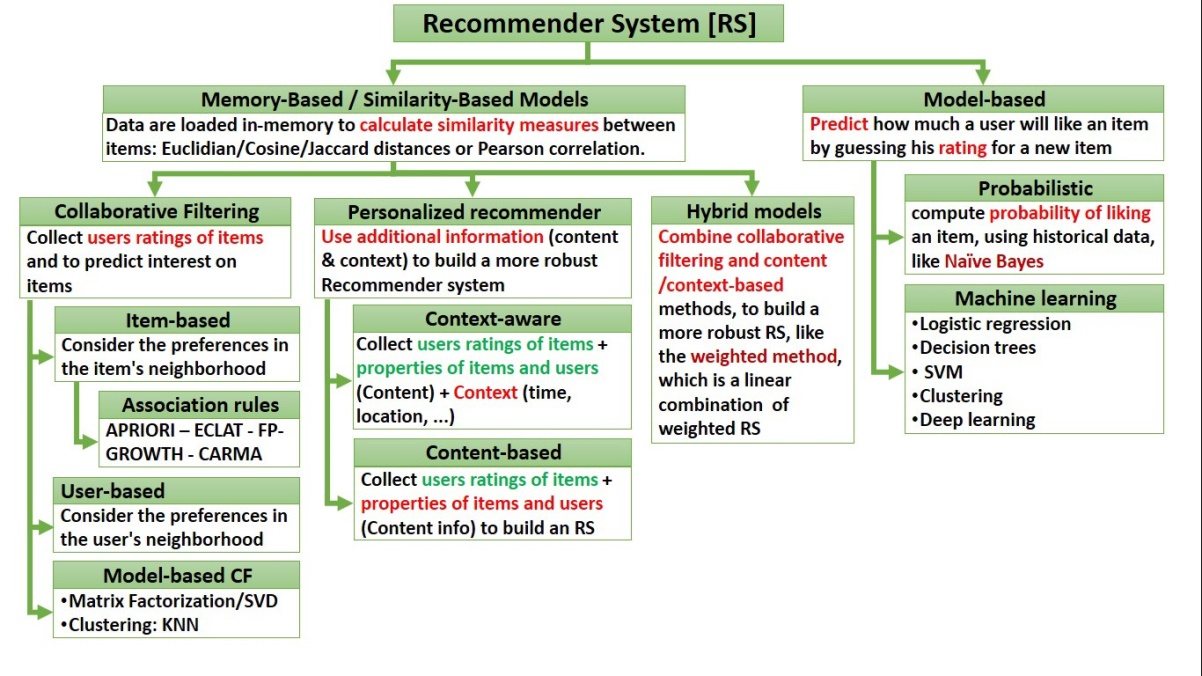 Recommender System [RS]
Memory-Based / Similarity-Based Models
Data are loaded in-memory to calculate similarity measures between
items: Euclidian/Cosine/Jaccard distances or Pearson correlation.
Model-based
Predict how much a user will like an item
by guessing his rating for a new item
Collaborative Filtering
Collect users ratings of items
and to predict interest on
items
Item-based
Consider the preferences in
the item's neighborhood
Association rules
APRIORI – ECLAT - FP-
GROWTH - CARMA
User-based
Consider the preferences in
the user's neighborhood
Model-based CF
•Matrix Factorization/SVD
•Clustering: KNN
Personalized recommender
Use additional information (content
& context) to build a more robust
Recommender system
Context-aware
Collect users ratings of items +
properties of items and users
(Content) + Context (time,
location, ...)
Content-based
Collect users ratings of items +
properties of items and users
(Content info) to build an RS
Hybrid models
Combine collaborative
filtering and content
/context-based
methods, to build a
more robust RS, like
the weighted method,
which is a linear
combination of
weighted RS
Probabilistic
compute probability of liking
an item, using historical data,
like Naïve Bayes
Machine learning
•Logistic regression
•Decision trees
• SVM
•Clustering
•Deep learning